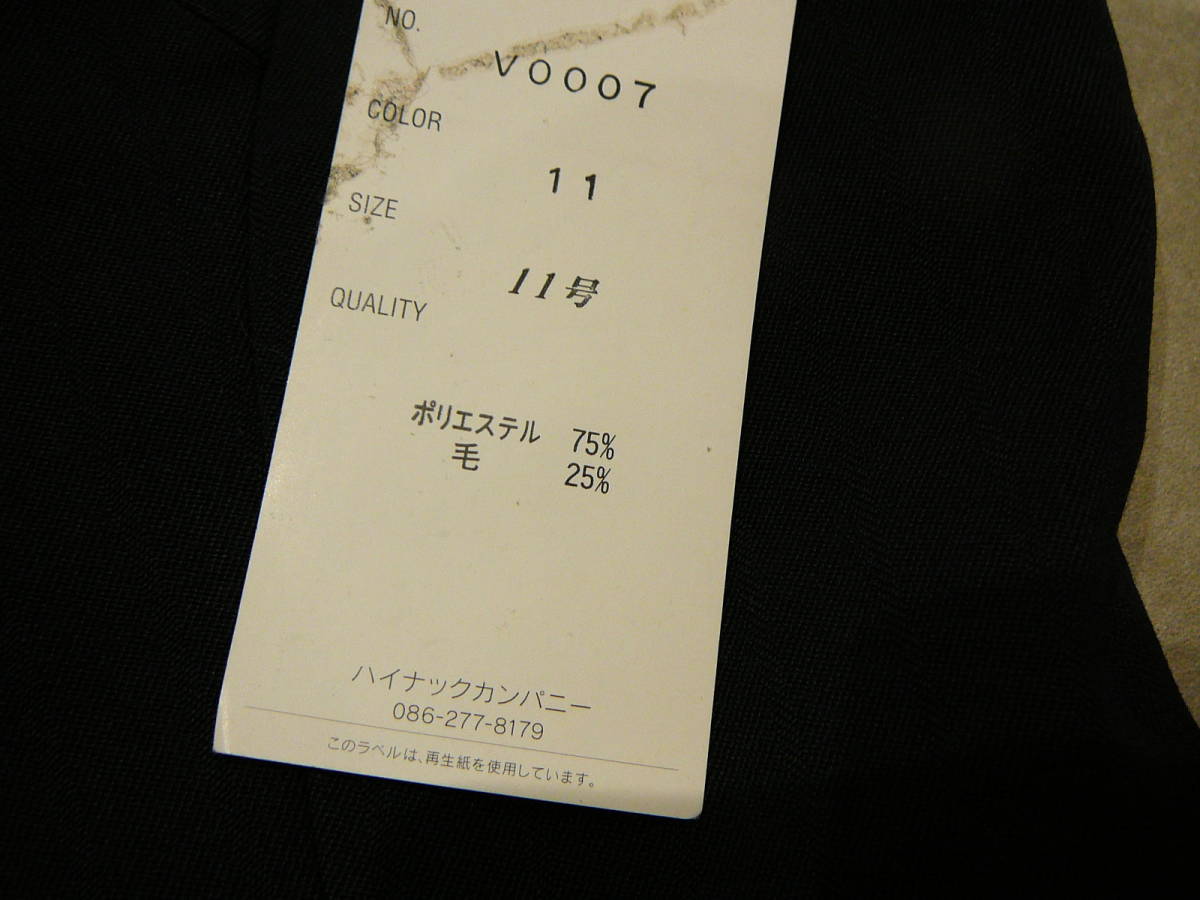 NO.
V0007
COLOR
11
SIZE
11号
QUALITY
ポリエステル 75%
毛 25%
ハイナックカンパニー
086-277-8179
このラベルは、再生紙を使用しています。